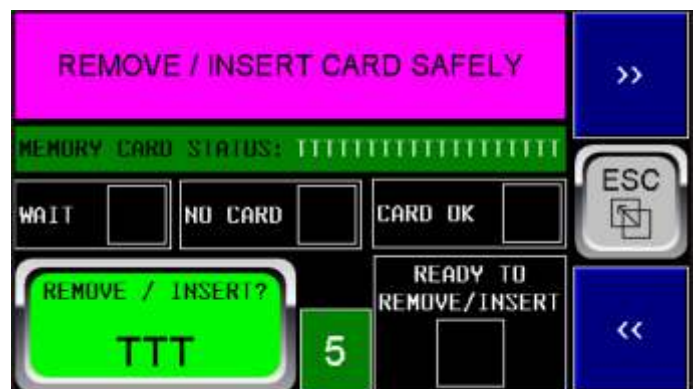 REMOVE / INSERT CARD SAFELY
>>
MEMORY CARD STATUS: TTTTTTTTTTTTTTTTTTTT
ESC
WAIT
NO CARD
CARD OK
REMOVE / INSERT?
TTT
5
READY TO
REMOVE/INSERT
<<